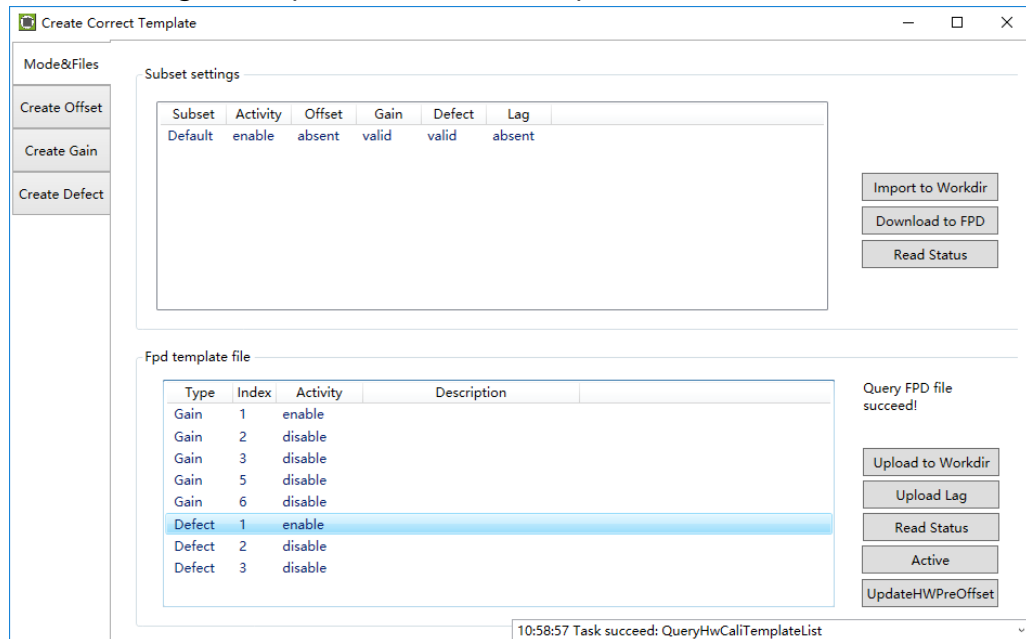 Create Correct Template
Mode&Files
Create Offset
Create Gain
Create Defect
Subset settings
Subset Activity Offset Gain Defect Lag
Default enable absent valid valid absent
Import to Workdir
Download to FPD
Read Status
Fpd template file
Type Index Activity Description
Gain 1 enable
Gain 2 disable
Gain 3 disable
Gain 5 disable
Gain 6 disable
Defect 1 enable
Defect 2 disable
Defect 3 disable
Query FPD file
succeed!
Upload to Workdir
Upload Lag
Read Status
Active
UpdateHWPreOffset
10:58:57 Task succeed: QueryHwCaliTemplateList